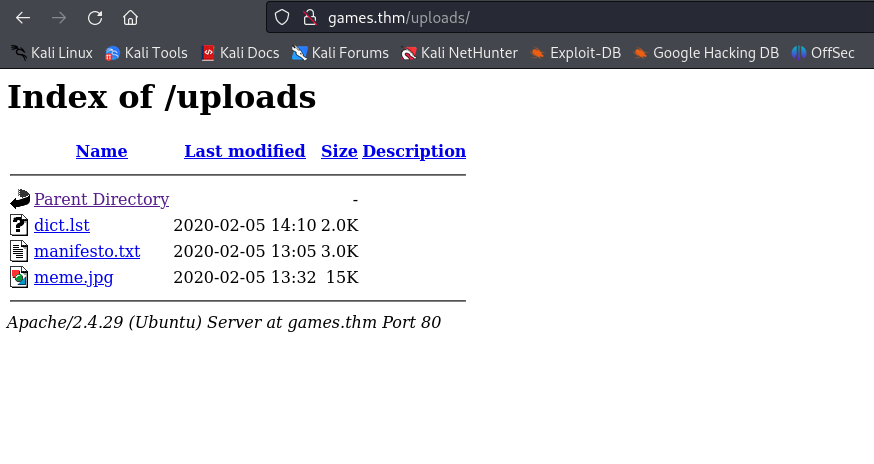 games.thm/uploads/
Kali Linux Kali Tools Kali Docs Kali Forums Kali NetHunter Exploit-DB Google Hacking DB OffSec
Index of /uploads
Name Last modified Size Description
Parent Directory -
dict.lst 2020-02-05 14:10 2.0K
manifesto.txt 2020-02-05 13:05 3.0K
meme.jpg 2020-02-05 13:32 15K
Apache/2.4.29 (Ubuntu) Server at games.thm Port 80